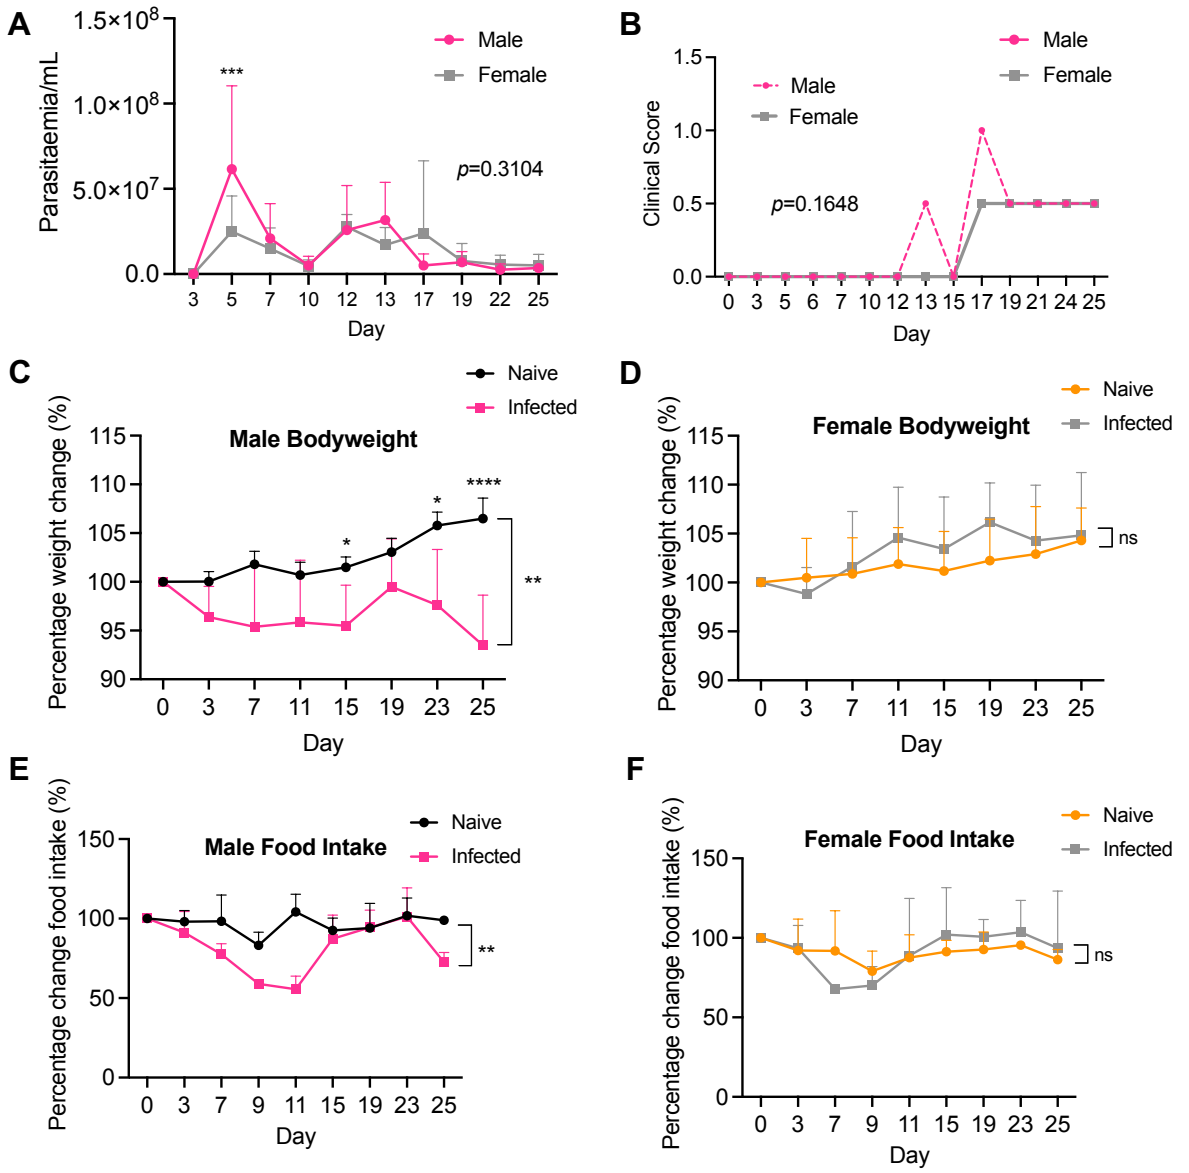 A
Parasitaemia/mL
1.5×10⁸
1.0×10⁸
5.0×10⁷
0.0
***
Male
Female
p=0.3104
3 5 7 10 12 13 17 19 22 25
Day
B
Clinical Score
1.5
1.0
0.5
0.0
Male
Female
Male
Female
p=0.1648
0 3 5 6 7 10 12 13 15 17 19 21 24 25
Day
C
Percentage weight change (%)
Naive
Infected
Male Bodyweight
115
110
105
100
95
90
*
*
****
**
0 3 7 11 15 19 23 25
Day
D
Percentage weight change (%)
Naive
Infected
Female Bodyweight
115
110
105
100
95
90
ns
0 3 7 11 15 19 23 25
Day
E
Percentage change food intake (%)
Naive
Infected
Male Food Intake
150
100
50
0
**
0 3 7 9 11 15 19 23 25
Day
F
Percentage change food intake (%)
Naive
Infected
Female Food Intake
150
100
50
0
ns
0 3 7 9 11 15 19 23 25
Day